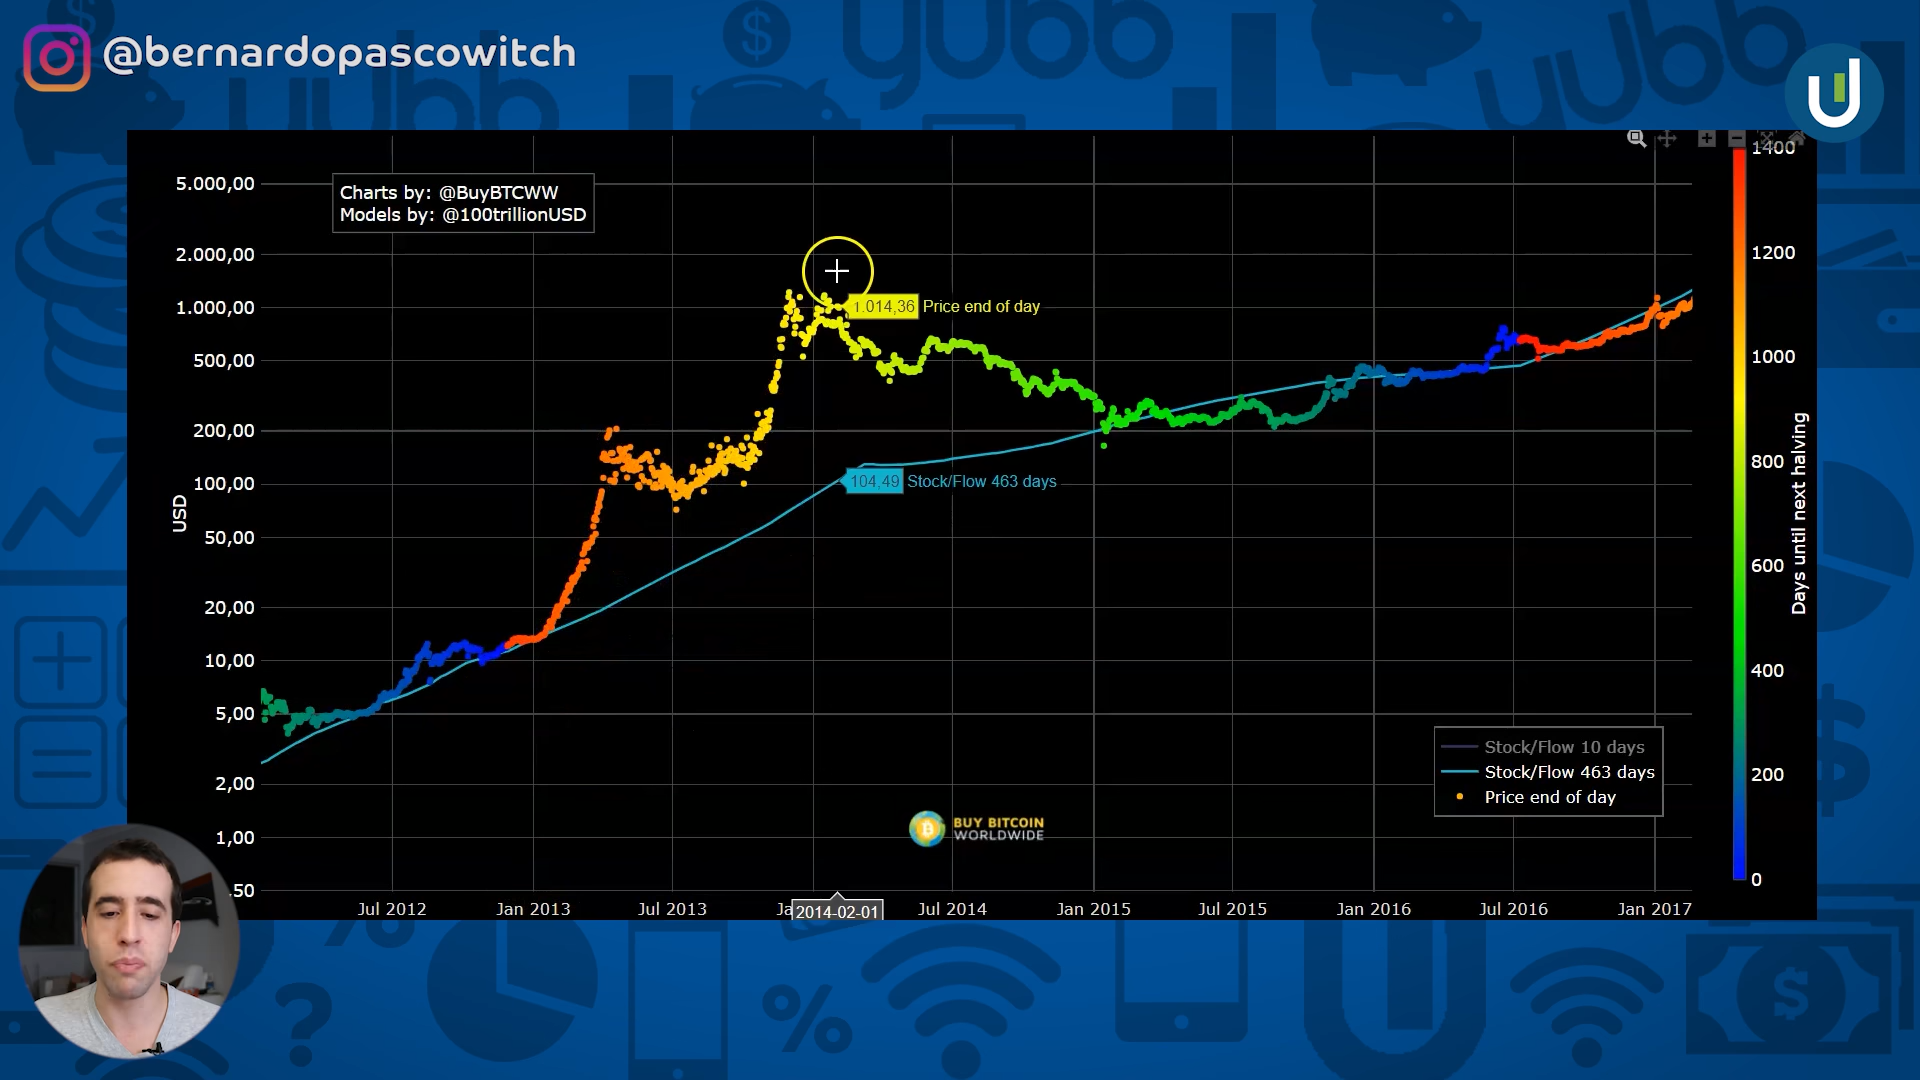 @bernardopascowitch
yubb
yubb
yubb
Charts by: @BuyBTCWW
Models by: @100trillionUSD
5.000,00
2.000,00
1.000,00
500,00
200,00
100,00
50,00
20,00
10,00
5,00
2,00
1,00
.50
USD
1.014,36 Price end of day
104,49 Stock/Flow 463 days
1400
1200
1000
800
600
400
200
0
Days until next halving
Stock/Flow 10 days
Stock/Flow 463 days
Price end of day
BUY BITCOIN
WORLDWIDE
Jul 2012 Jan 2013 Jul 2013 Ja 2014-02-01 Jul 2014 Jan 2015 Jul 2015 Jan 2016 Jul 2016 Jan 2017